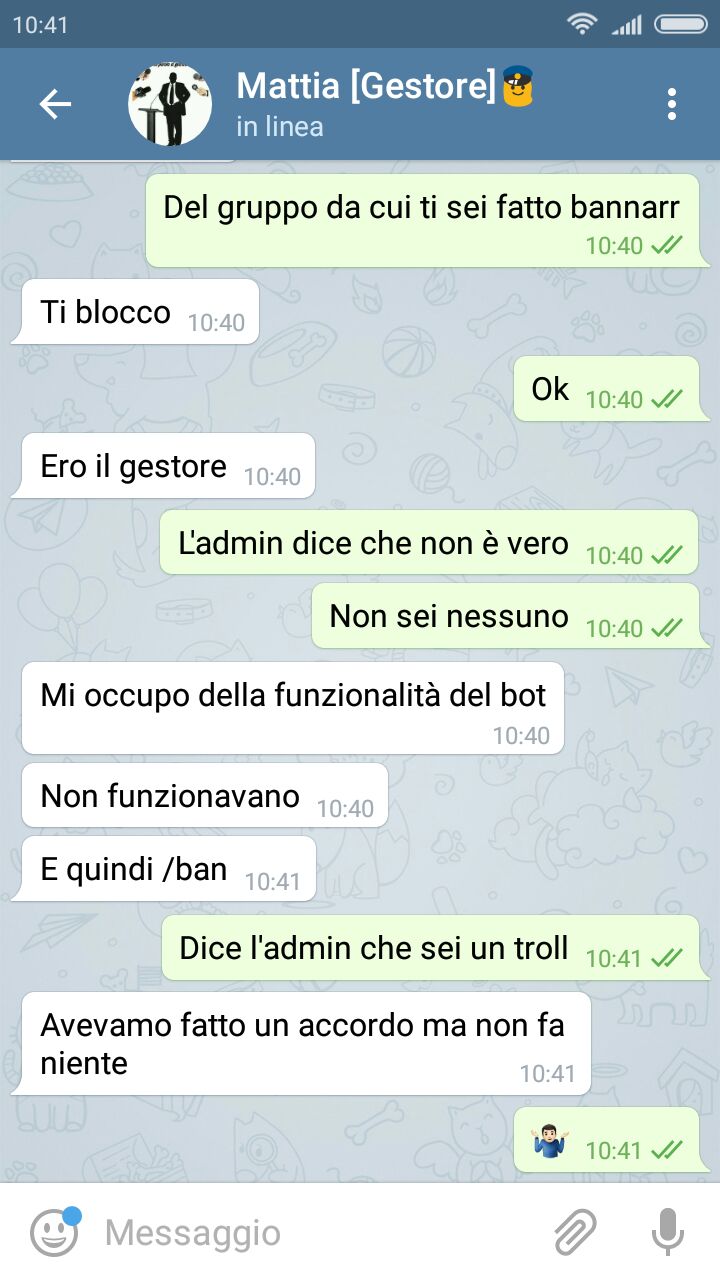 10:41
Mattia [Gestore]👮
in linea
Del gruppo da cui ti sei fatto bannarr
10:40
Ti blocco 10:40
Ok 10:40
Ero il gestore 10:40
L'admin dice che non è vero 10:40
Non sei nessuno 10:40
Mi occupo della funzionalità del bot
10:40
Non funzionavano 10:40
E quindi /ban 10:41
Dice l'admin che sei un troll 10:41
Avevamo fatto un accordo ma non fa
niente
10:41
🤷🏻‍♂️ 10:41
Messaggio